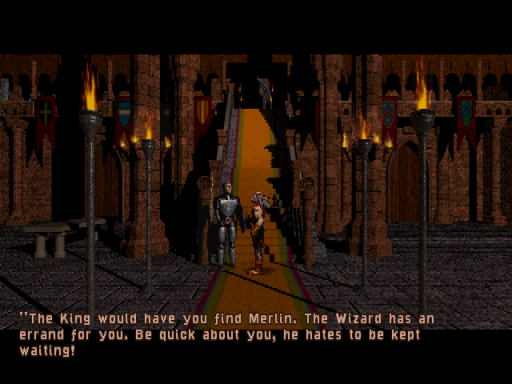 "The King would have you find Merlin. The Wizard has an
errand for you. Be quick about you, he hates to be kept
waiting!